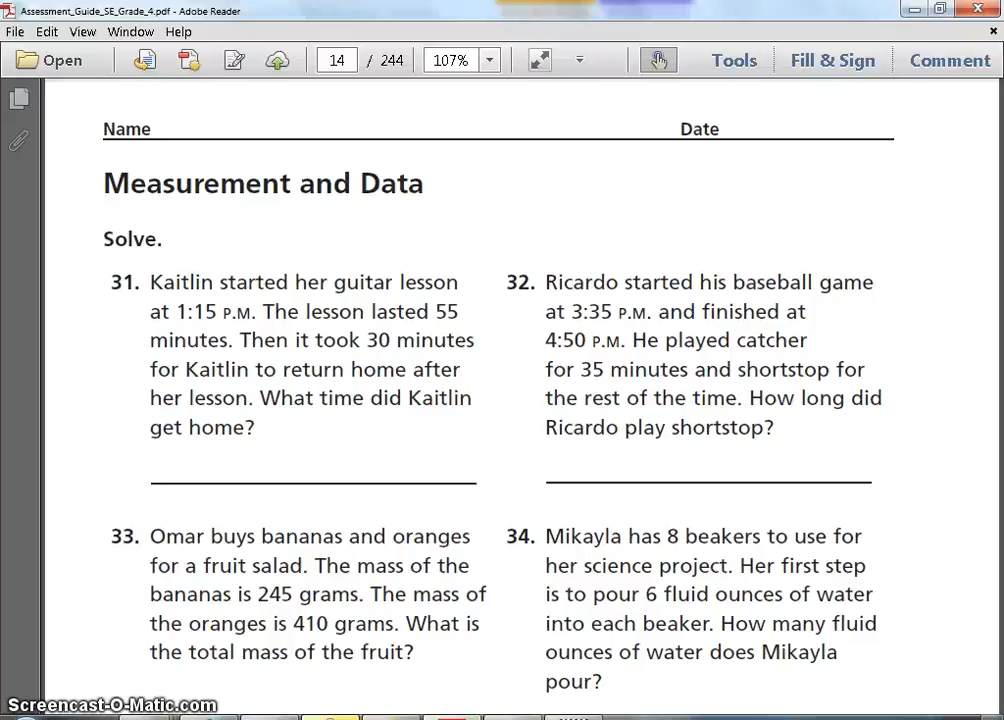 Assessment_Guide_SE_Grade_4.pdf - Adobe Reader
File Edit View Window Help
Open 14 / 244 107% Tools Fill & Sign Comment
Name Date
Measurement and Data
Solve.
31. Kaitlin started her guitar lesson
at 1:15 P.M. The lesson lasted 55
minutes. Then it took 30 minutes
for Kaitlin to return home after
her lesson. What time did Kaitlin
get home?
32. Ricardo started his baseball game
at 3:35 P.M. and finished at
4:50 P.M. He played catcher
for 35 minutes and shortstop for
the rest of the time. How long did
Ricardo play shortstop?
33. Omar buys bananas and oranges
for a fruit salad. The mass of the
bananas is 245 grams. The mass of
the oranges is 410 grams. What is
the total mass of the fruit?
34. Mikayla has 8 beakers to use for
her science project. Her first step
is to pour 6 fluid ounces of water
into each beaker. How many fluid
ounces of water does Mikayla
pour?
Screencast-O-Matic.com